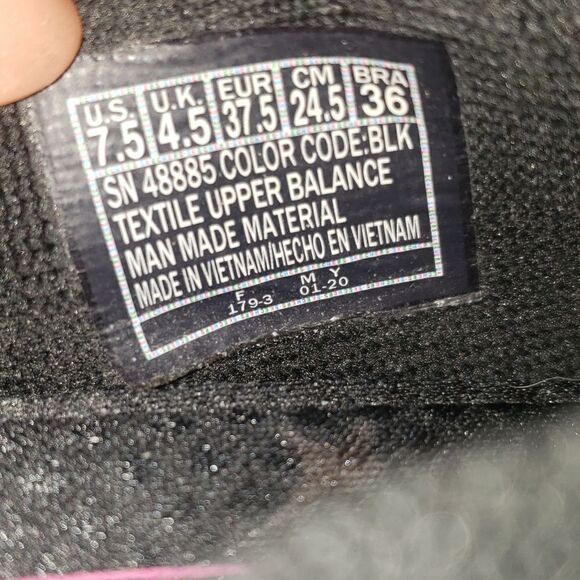 U.S. U.K. EUR CM BRA
7.5 4.5 37.5 24.5 36
SN 48885 COLOR CODE:BLK
TEXTILE UPPER BALANCE
MAN MADE MATERIAL
MADE IN VIETNAM/HECHO EN VIETNAM
F M Y
179-3 01-20